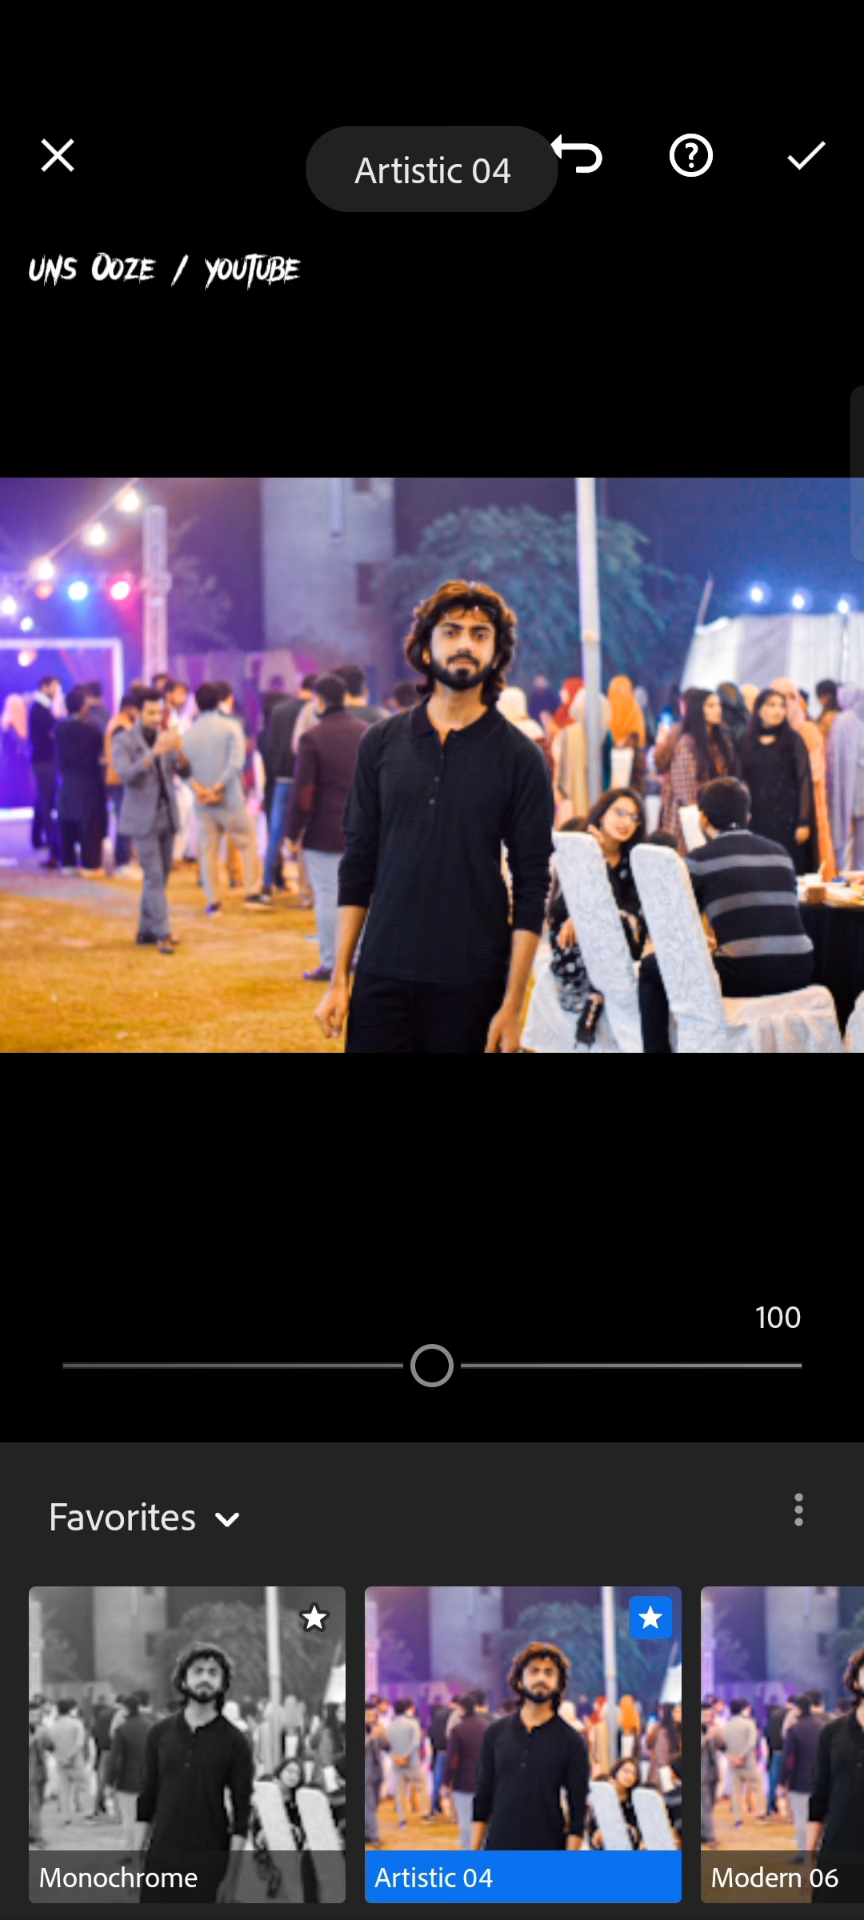 Artistic 04
UNS OOZE / YOUTUBE
100
Favorites
Monochrome
Artistic 04
Modern 06